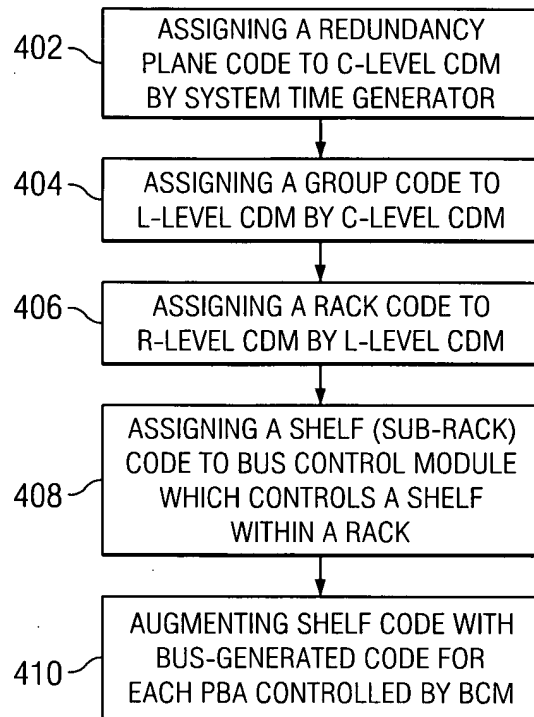 402
ASSIGNING A REDUNDANCY
PLANE CODE TO C-LEVEL CDM
BY SYSTEM TIME GENERATOR
404
ASSIGNING A GROUP CODE TO
L-LEVEL CDM BY C-LEVEL CDM
406
ASSIGNING A RACK CODE TO
R-LEVEL CDM BY L-LEVEL CDM
408
ASSIGNING A SHELF (SUB-RACK)
CODE TO BUS CONTROL MODULE
WHICH CONTROLS A SHELF
WITHIN A RACK
410
AUGMENTING SHELF CODE WITH
BUS-GENERATED CODE FOR
EACH PBA CONTROLLED BY BCM